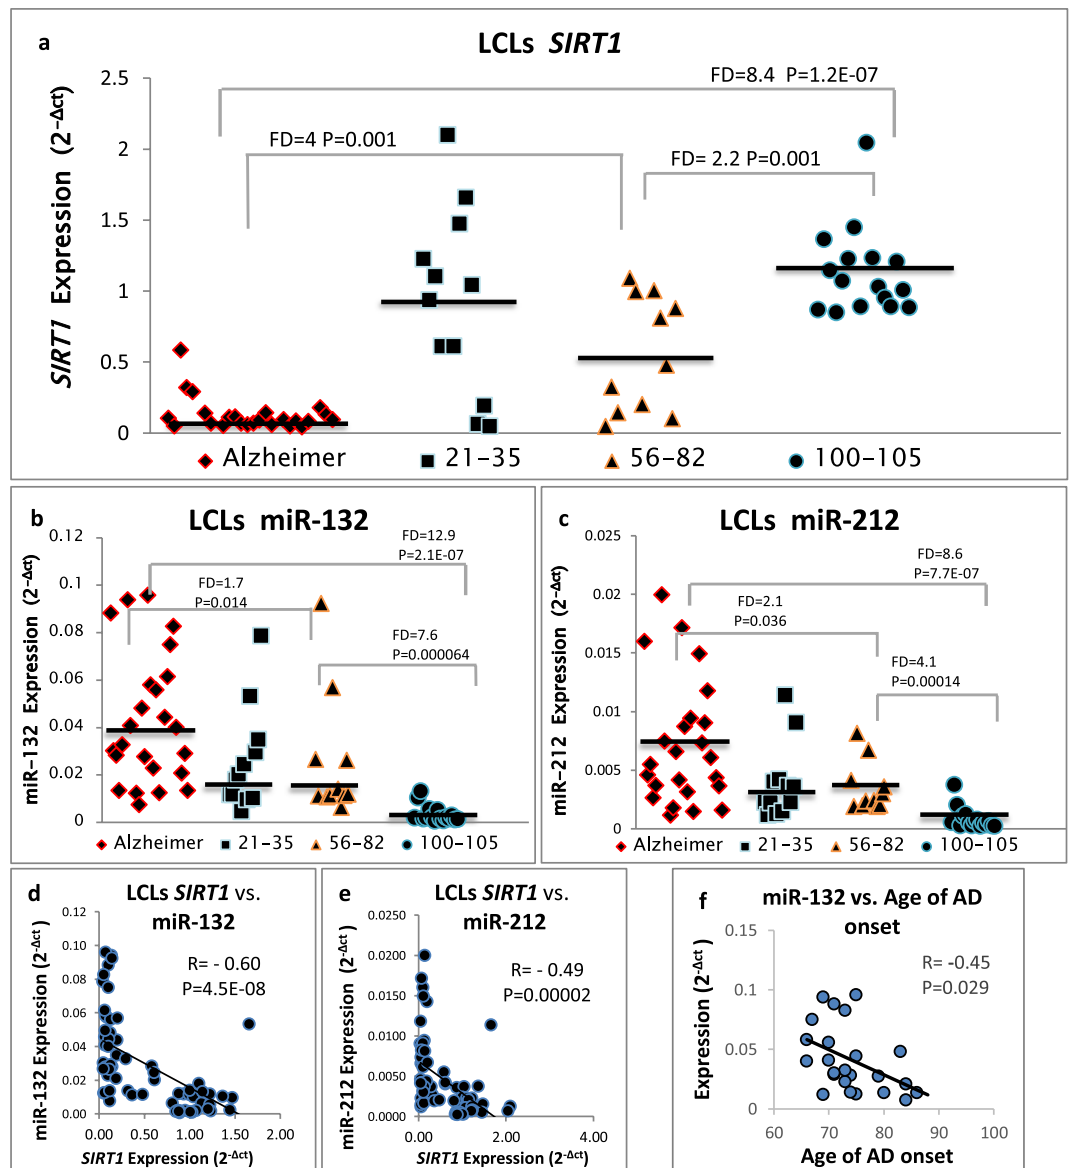 a
LCLs SIRT1
SIRT1 Expression (2⁻Δct)
2.5
2
1.5
1
0.5
0
FD=8.4 P=1.2E-07
FD=4 P=0.001
FD= 2.2 P=0.001
Alzheimer 21–35 56–82 100–105
b
LCLs miR-132
miR–132 Expression (2⁻Δct)
0.12
0.1
0.08
0.06
0.04
0.02
0
FD=12.9
P=2.1E-07
FD=1.7
P=0.014
FD=7.6
P=0.000064
Alzheimer 21–35 56–82 100–105
c
LCLs miR-212
miR–212 Expression (2⁻Δct)
0.025
0.02
0.015
0.01
0.005
0
FD=8.6
P=7.7E-07
FD=2.1
P=0.036
FD=4.1
P=0.00014
Alzheimer 21–35 56–82 100–105
d
LCLs SIRT1 vs.
miR-132
miR-132 Expression (2⁻Δct)
0.12
0.10
0.08
0.06
0.04
0.02
0.00
R= - 0.60
P=4.5E-08
0.00 0.50 1.00 1.50 2.00
SIRT1 Expression (2⁻Δct)
e
LCLs SIRT1 vs.
miR-212
miR-212 Expression (2⁻Δct)
0.0250
0.0200
0.0150
0.0100
0.0050
0.0000
R= - 0.49
P=0.00002
0.00 2.00 4.00
SIRT1 Expression (2⁻Δct)
f
miR-132 vs. Age of AD
onset
Expression (2⁻Δct)
0.15
0.1
0.05
0
R= -0.45
P=0.029
60 70 80 90 100
Age of AD onset